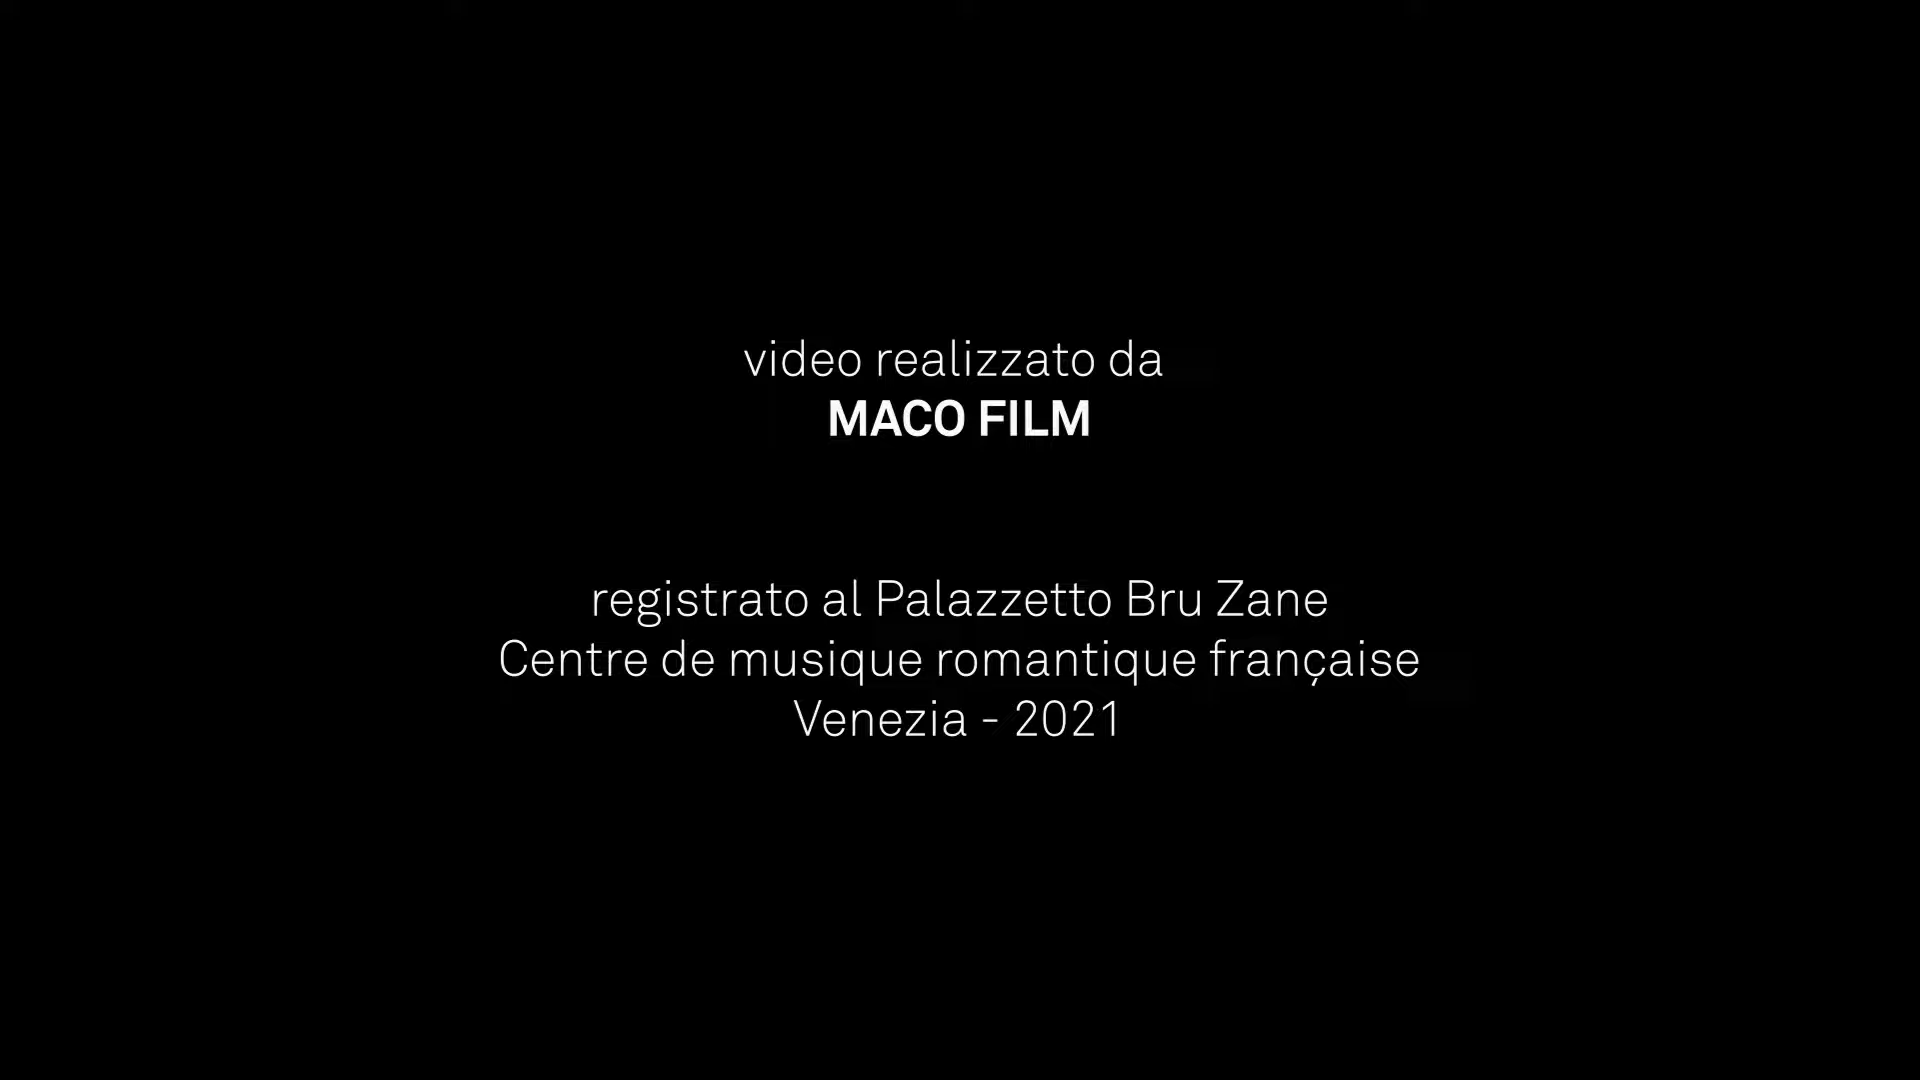 video realizzato da
MACO FILM
registrato al Palazzetto Bru Zane
Centre de musique romantique française
Venezia - 2021